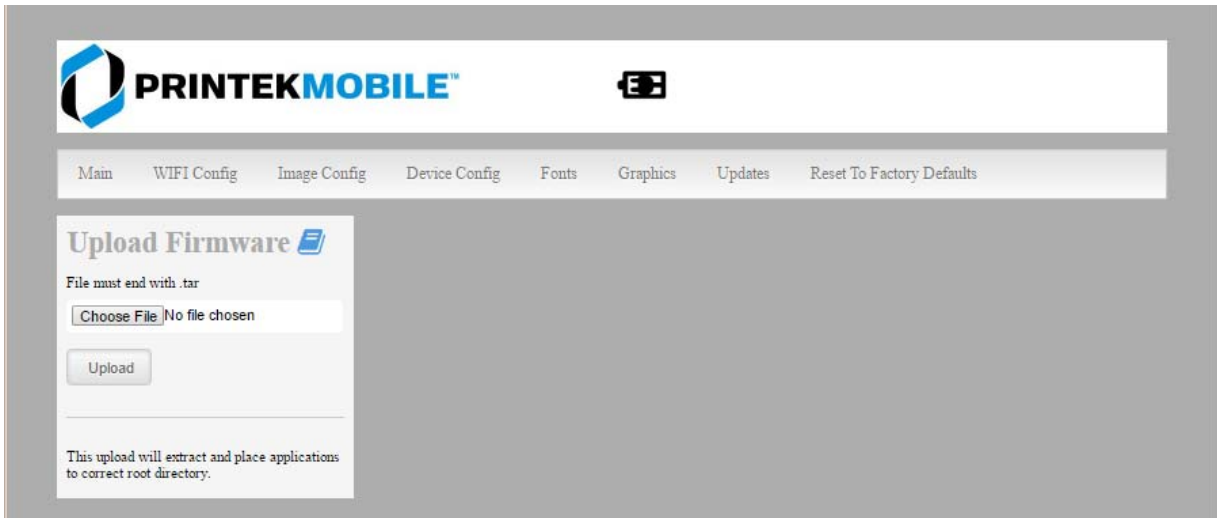 PRINTEKMOBILE™
Main WIFI Config Image Config Device Config Fonts Graphics Updates Reset To Factory Defaults
Upload Firmware
File must end with .tar
Choose File No file chosen
Upload
This upload will extract and place applications
to correct root directory.